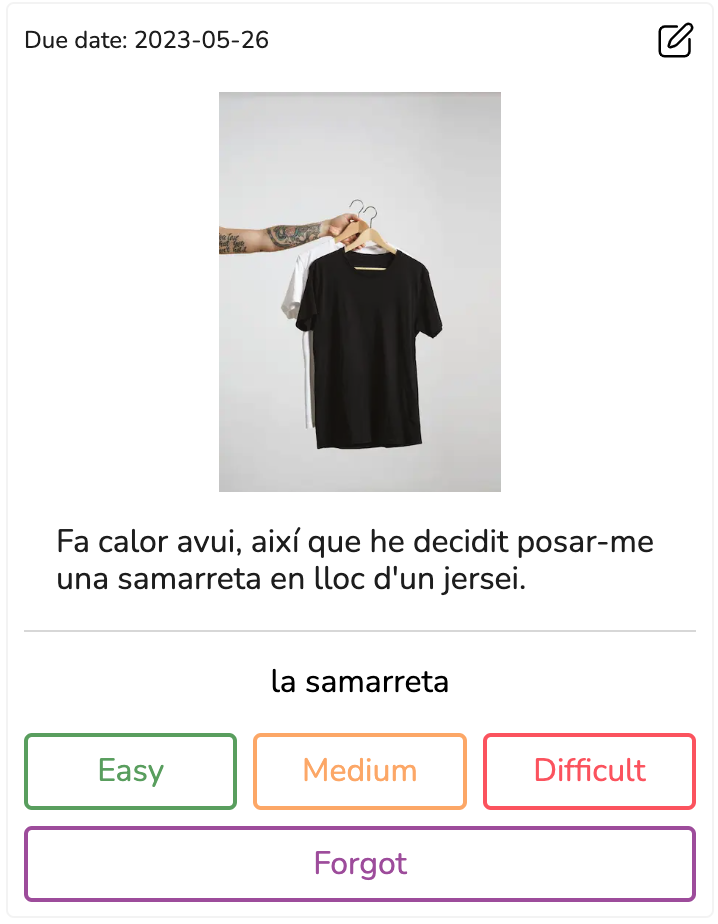 Due date: 2023-05-26
Fa calor avui, així que he decidit posar-me
una samarreta en lloc d'un jersei.
la samarreta
Easy
Medium
Difficult
Forgot